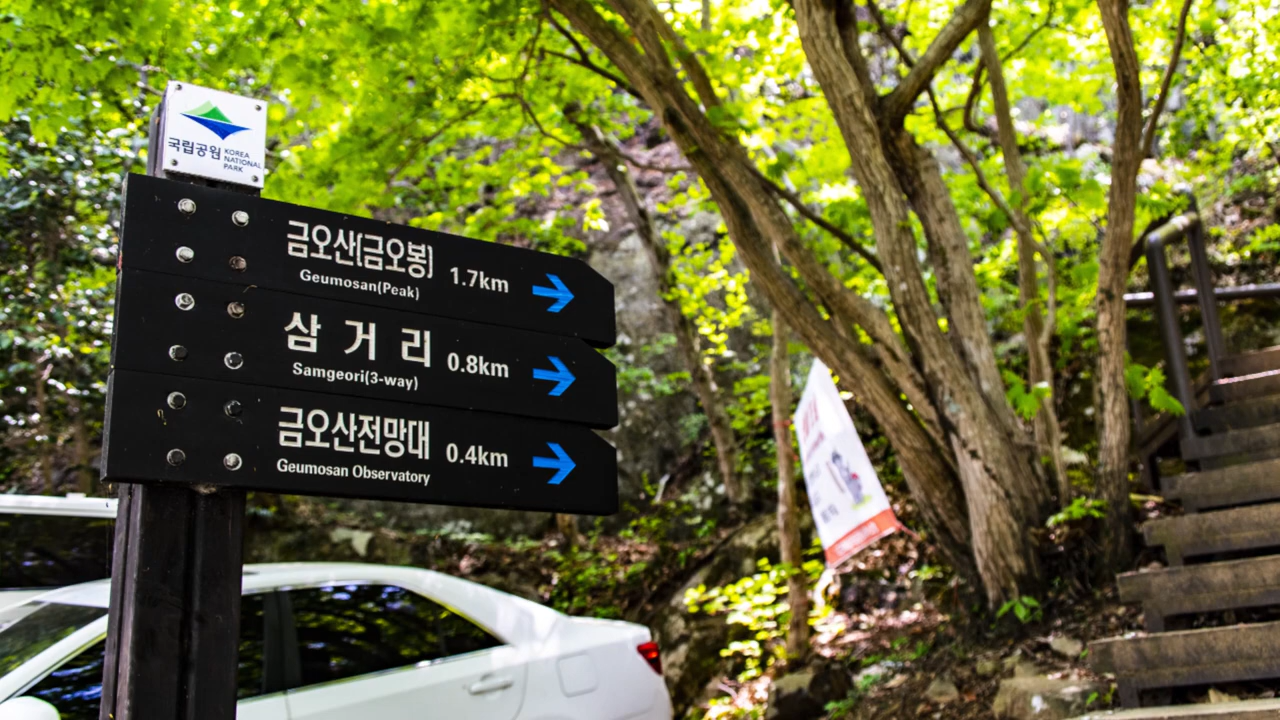 국립공원 KOREA
NATIONAL
PARK
금오산(금오봉) 1.7km
Geumosan(Peak)
삼 거 리 0.8km
Samgeori(3-way)
금오산전망대 0.4km
Geumosan Observatory